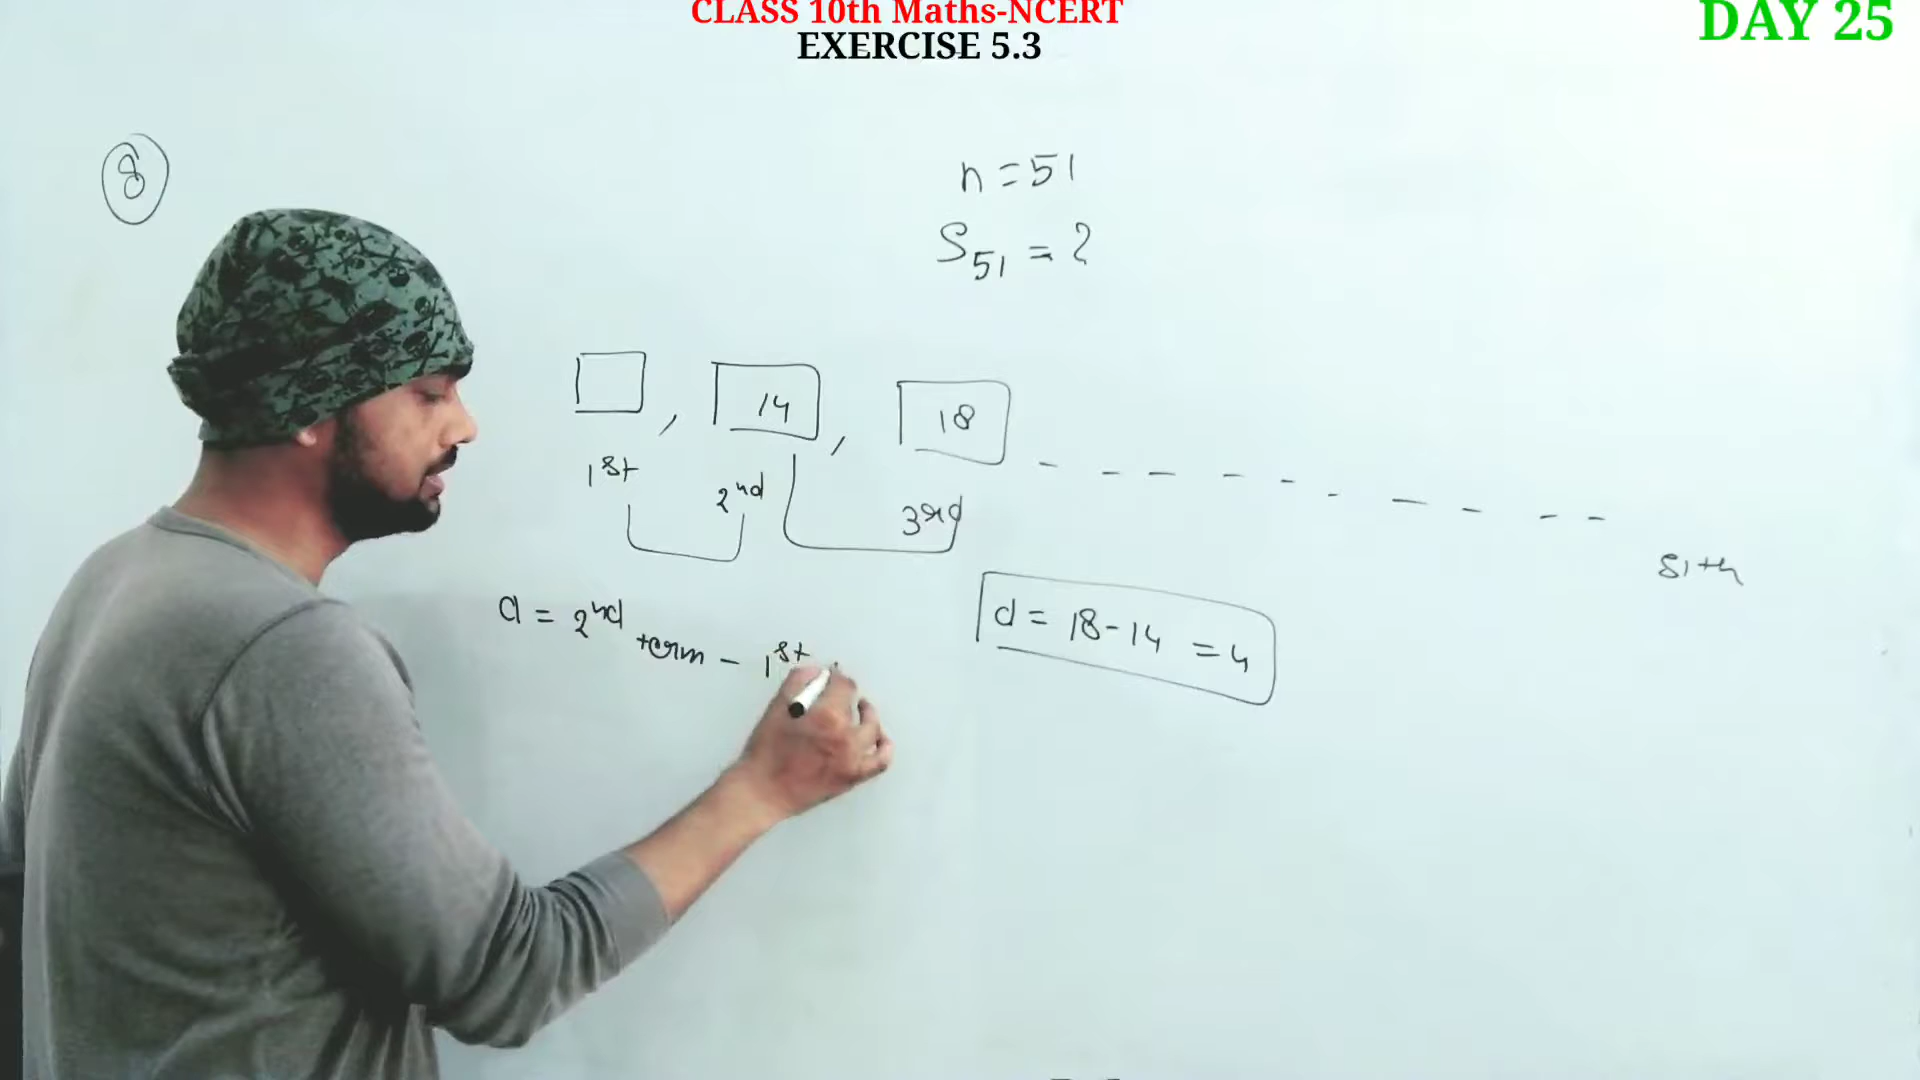 CLASS 10th Maths-NCERT
EXERCISE 5.3
DAY 25
8
n = 51
S51 = ?
, 14 , 18 - - - - - - - - - -
1st 2nd 3rd
51th
d = 2nd term - 1st
d = 18 - 14 = 4